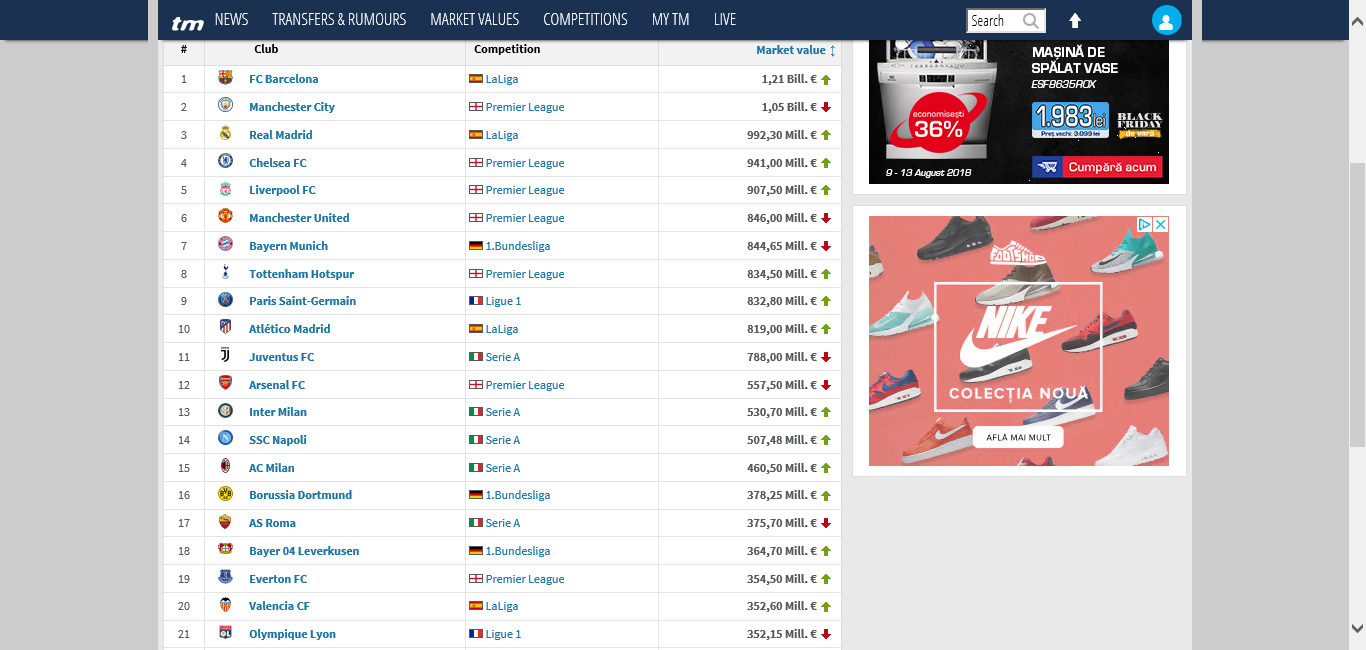 tm NEWS TRANSFERS & RUMOURS MARKET VALUES COMPETITIONS MY TM LIVE Search
# Club Competition Market value
1 FC Barcelona LaLiga 1,21 Bill. €
2 Manchester City Premier League 1,05 Bill. €
3 Real Madrid LaLiga 992,30 Mill. €
4 Chelsea FC Premier League 941,00 Mill. €
5 Liverpool FC Premier League 907,50 Mill. €
6 Manchester United Premier League 846,00 Mill. €
7 Bayern Munich 1.Bundesliga 844,65 Mill. €
8 Tottenham Hotspur Premier League 834,50 Mill. €
9 Paris Saint-Germain Ligue 1 832,80 Mill. €
10 Atlético Madrid LaLiga 819,00 Mill. €
11 Juventus FC Serie A 788,00 Mill. €
12 Arsenal FC Premier League 557,50 Mill. €
13 Inter Milan Serie A 530,70 Mill. €
14 SSC Napoli Serie A 507,48 Mill. €
15 AC Milan Serie A 460,50 Mill. €
16 Borussia Dortmund 1.Bundesliga 378,25 Mill. €
17 AS Roma Serie A 375,70 Mill. €
18 Bayer 04 Leverkusen 1.Bundesliga 364,70 Mill. €
19 Everton FC Premier League 354,50 Mill. €
20 Valencia CF LaLiga 352,60 Mill. €
21 Olympique Lyon Ligue 1 352,15 Mill. €
MAȘINĂ DE
SPĂLAT VASE
ESF8635ROX
economisești
36%
1.983 lei
Preț vechi: 3.099 lei
BLACK
FRIDAY
de vară
Cumpără acum
9 - 13 August 2018
FOOTSHOP
NIKE
COLECȚIA NOUĂ
AFLĂ MAI MULT